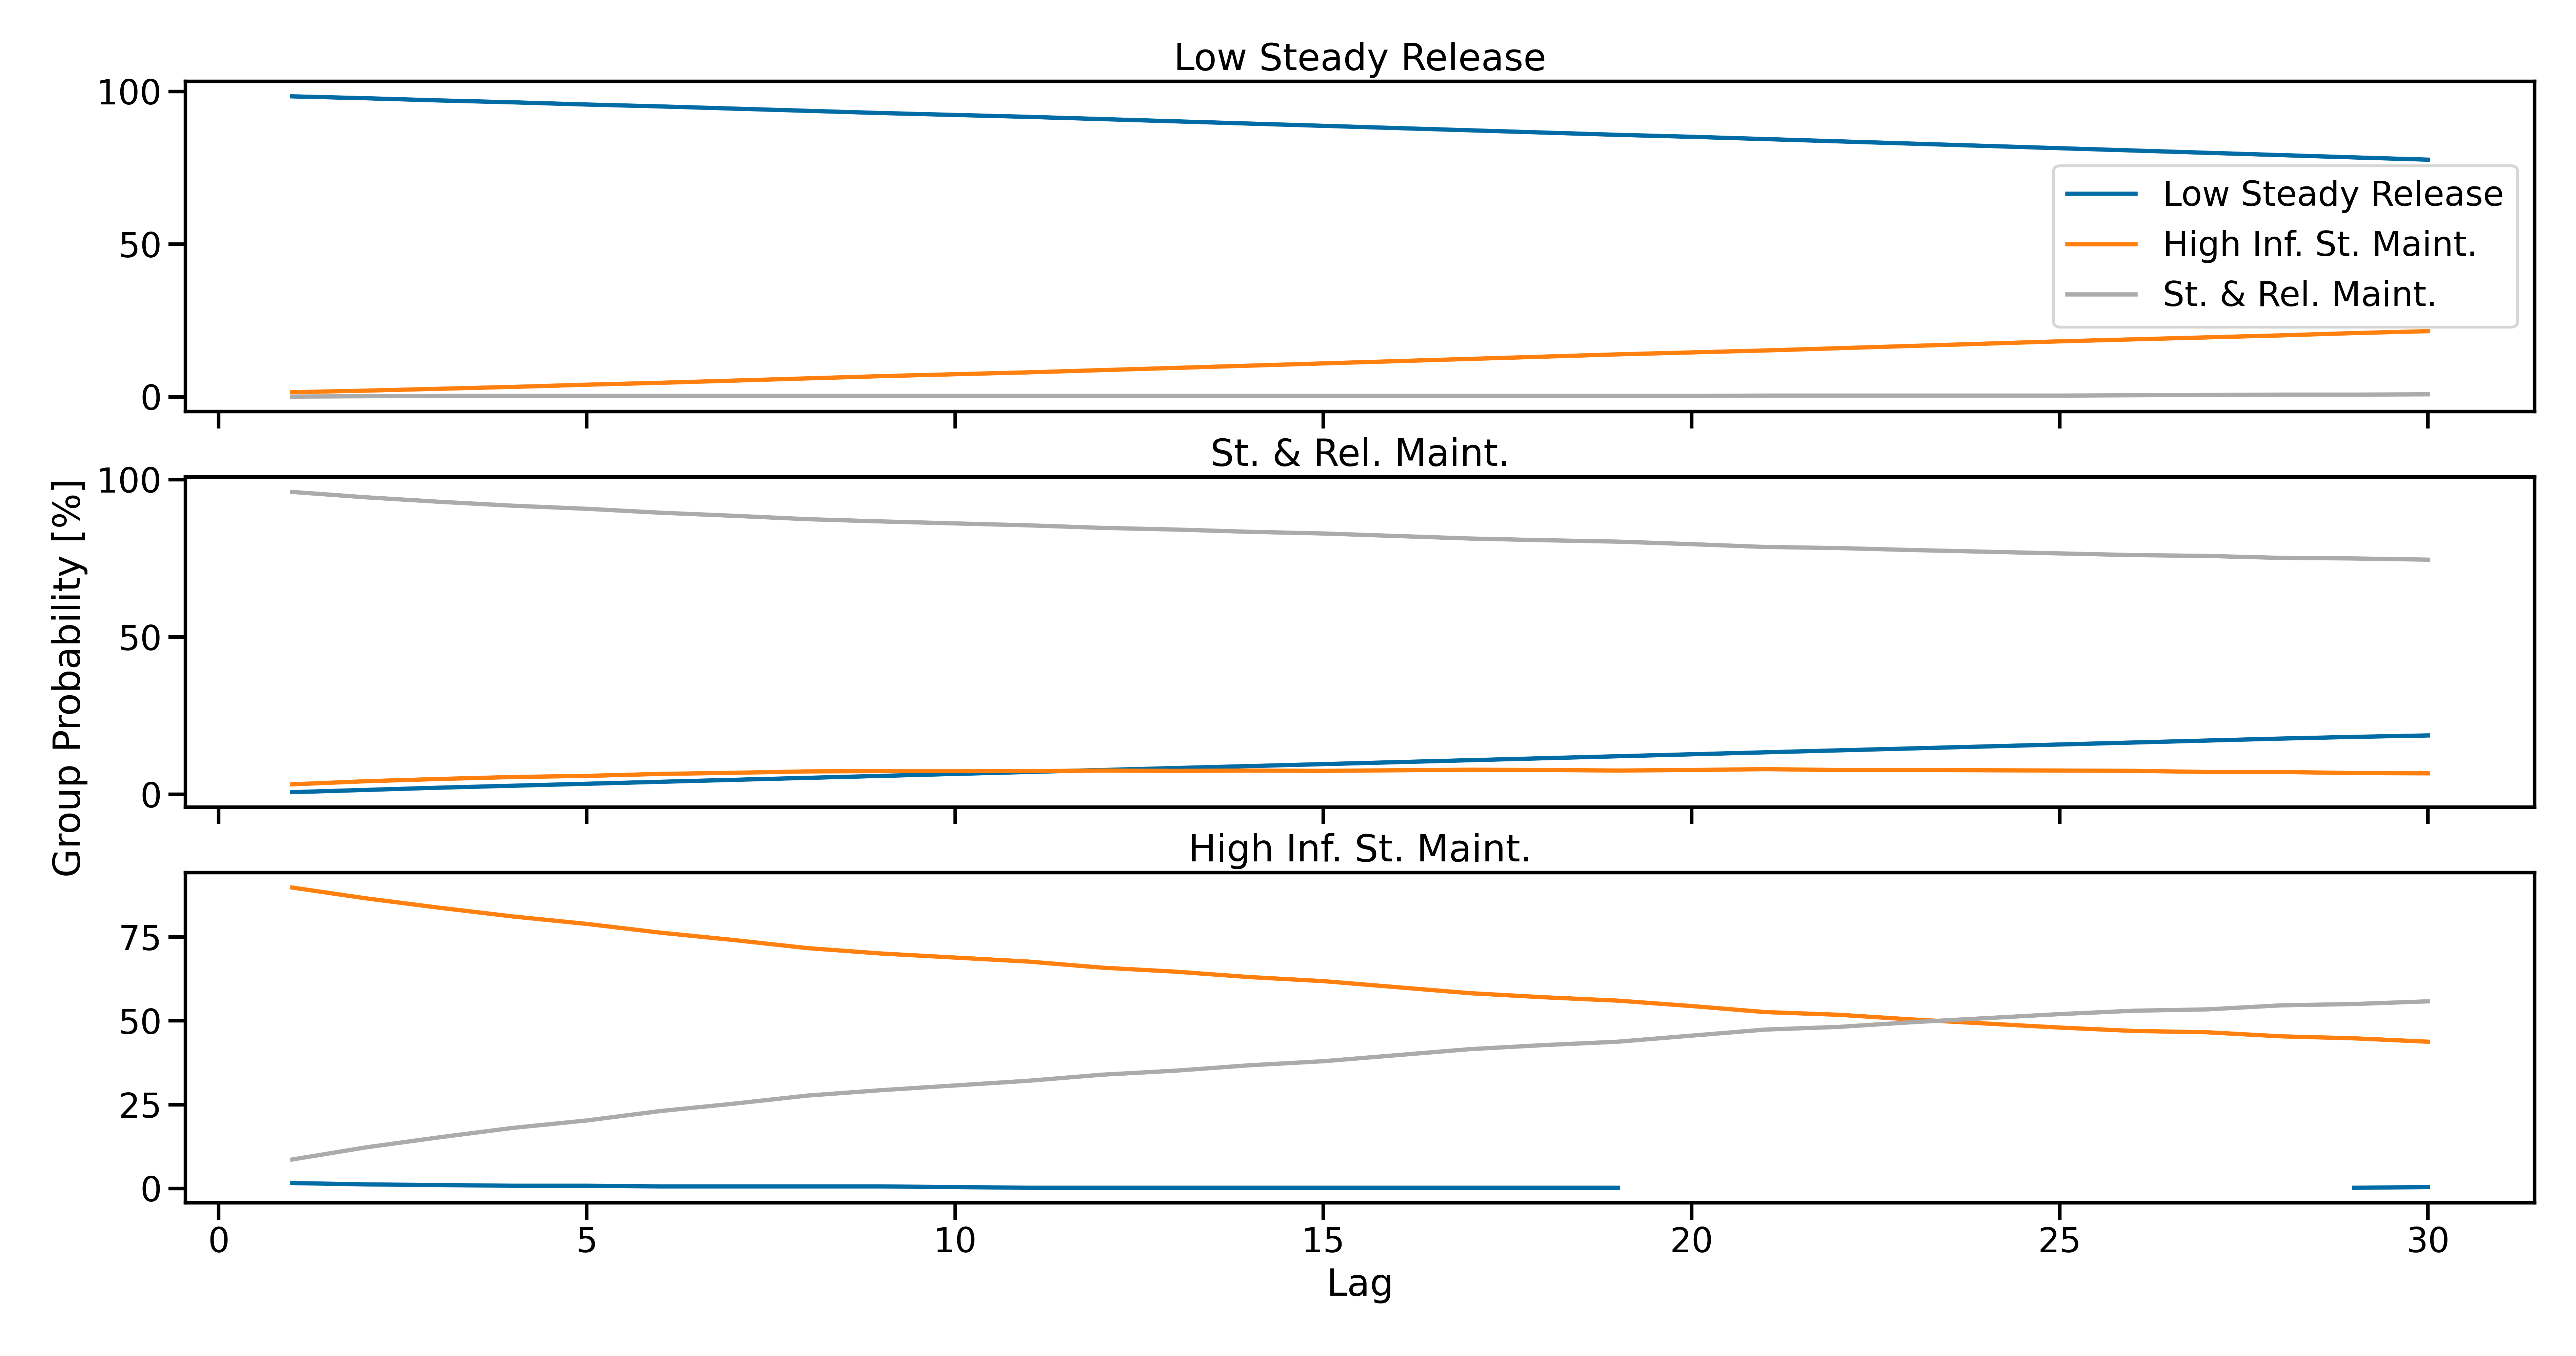 Low Steady Release
100
50
0
Low Steady Release
High Inf. St. Maint.
St. & Rel. Maint.
St. & Rel. Maint.
Group Probability [%]
100
50
0
High Inf. St. Maint.
75
50
25
0
0 5 10 15 20 25 30
Lag